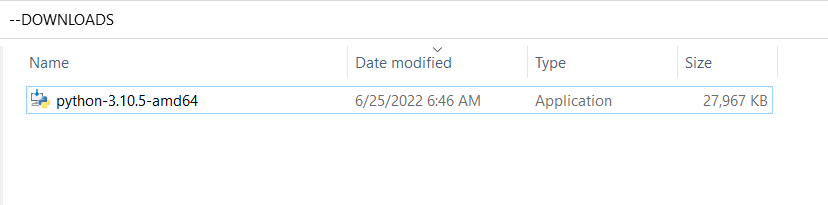 --DOWNLOADS
Name Date modified Type Size
python-3.10.5-amd64 6/25/2022 6:46 AM Application 27,967 KB